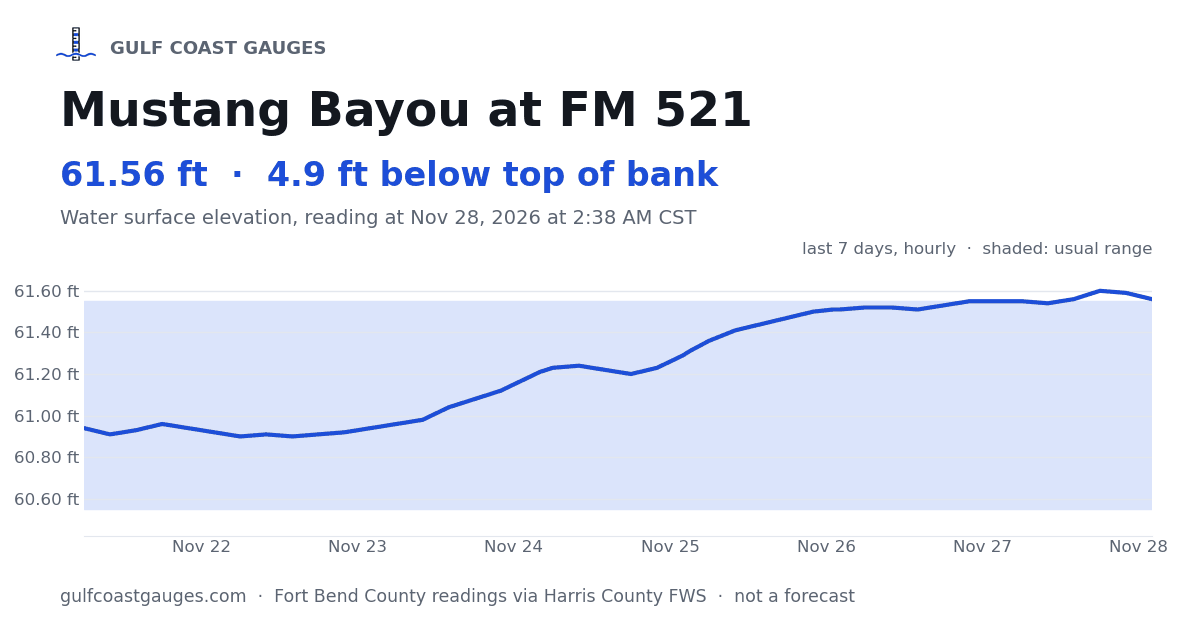 GULF COAST GAUGES
Mustang Bayou at FM 521
61.56 ft · 4.9 ft below top of bank
Water surface elevation, reading at Nov 28, 2026 at 2:38 AM CST
last 7 days, hourly · shaded: usual range
61.60 ft
61.40 ft
61.20 ft
61.00 ft
60.80 ft
60.60 ft
Nov 22 Nov 23 Nov 24 Nov 25 Nov 26 Nov 27 Nov 28
gulfcoastgauges.com · Fort Bend County readings via Harris County FWS · not a forecast